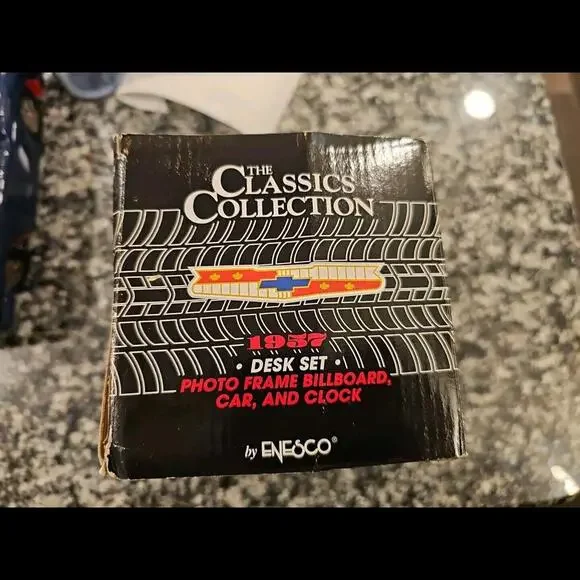 THE
CLASSICS
COLLECTION
1957
• DESK SET •
PHOTO FRAME BILLBOARD,
CAR, AND CLOCK
by ENESCO®